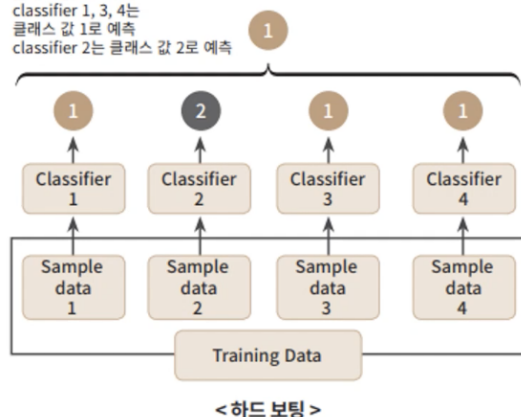 classifier 1, 3, 4는
클래스 값 1로 예측
classifier 2는 클래스 값 2로 예측
1
1
2
1
1
Classifier
1
Classifier
2
Classifier
3
Classifier
4
Sample
data
1
Sample
data
2
Sample
data
3
Sample
data
4
Training Data
< 하드 보팅 >